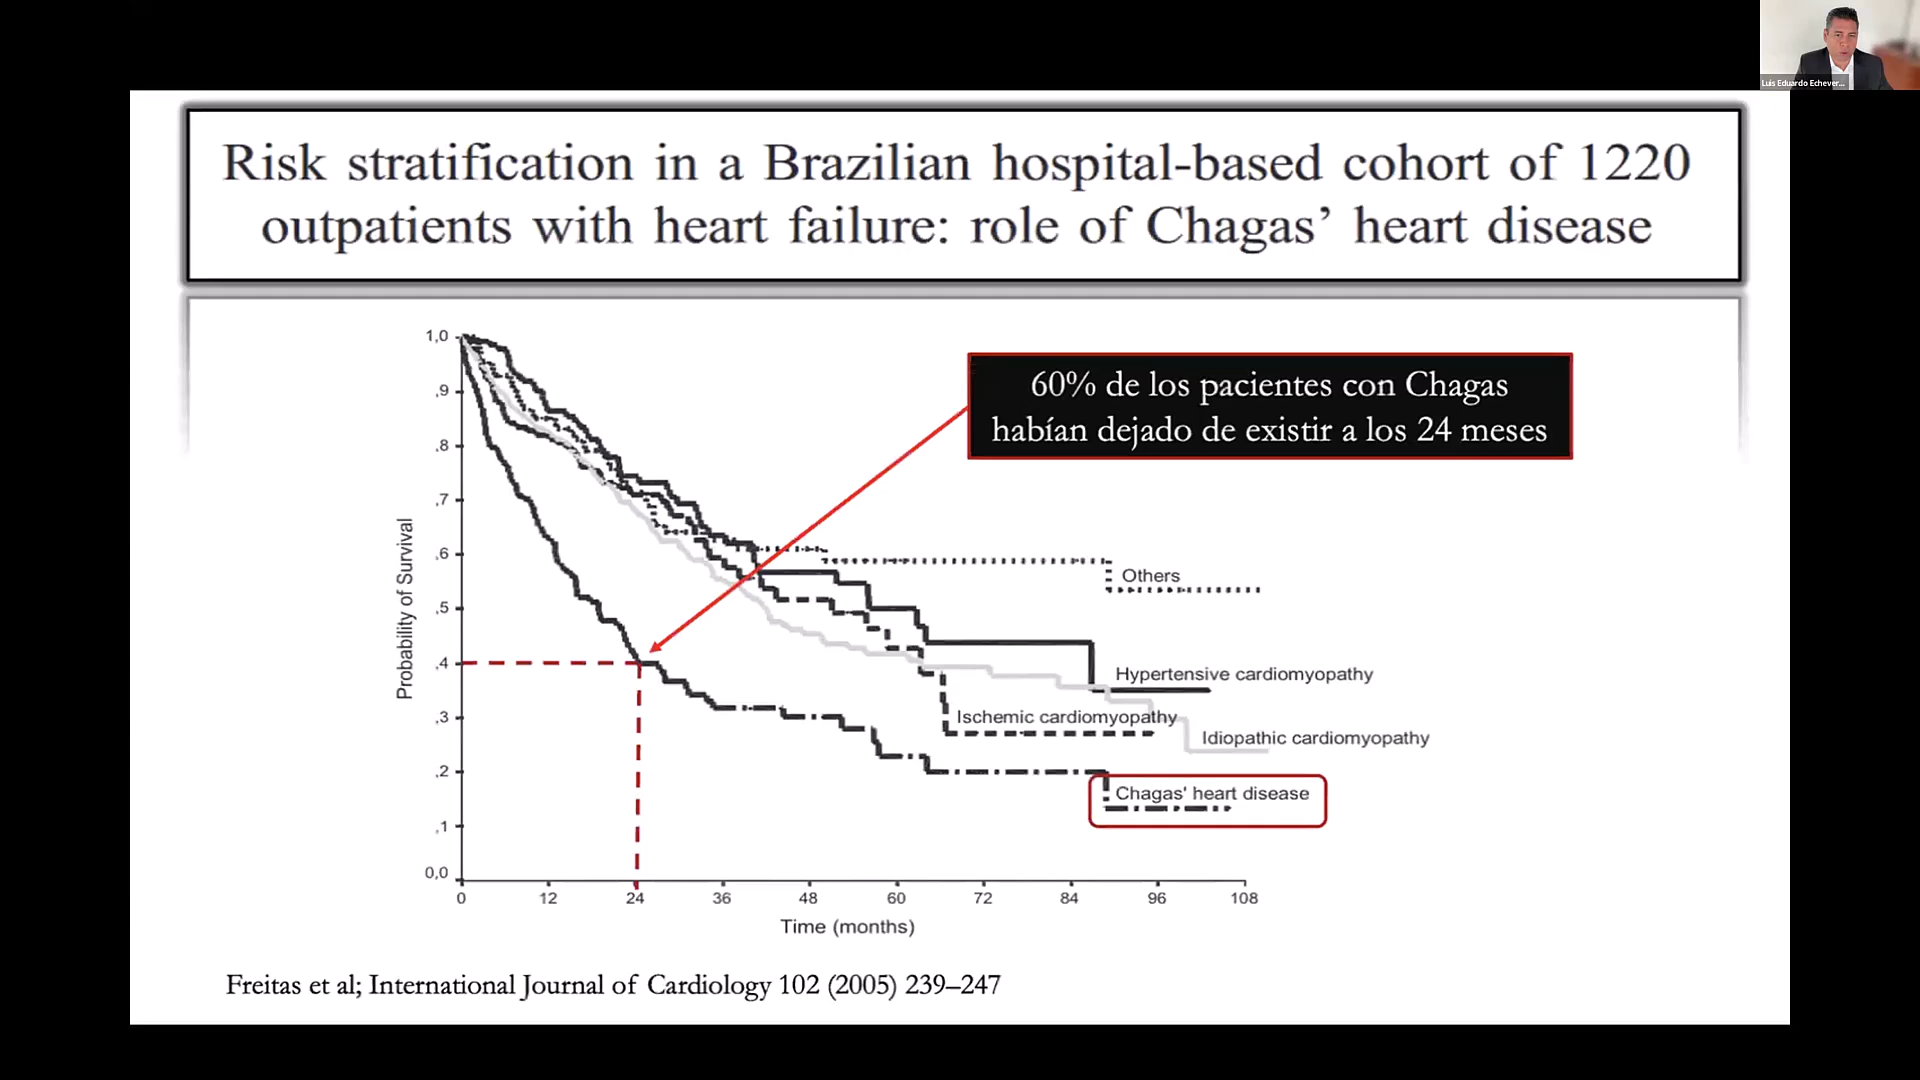 Luis Eduardo Echever...
Risk stratification in a Brazilian hospital-based cohort of 1220
outpatients with heart failure: role of Chagas’ heart disease
60% de los pacientes con Chagas
habían dejado de existir a los 24 meses
Probability of Survival
1,0
,9
,8
,7
,6
,5
,4
,3
,2
,1
0,0
Others
Hypertensive cardiomyopathy
Ischemic cardiomyopathy
Idiopathic cardiomyopathy
Chagas' heart disease
0 12 24 36 48 60 72 84 96 108
Time (months)
Freitas et al; International Journal of Cardiology 102 (2005) 239–247